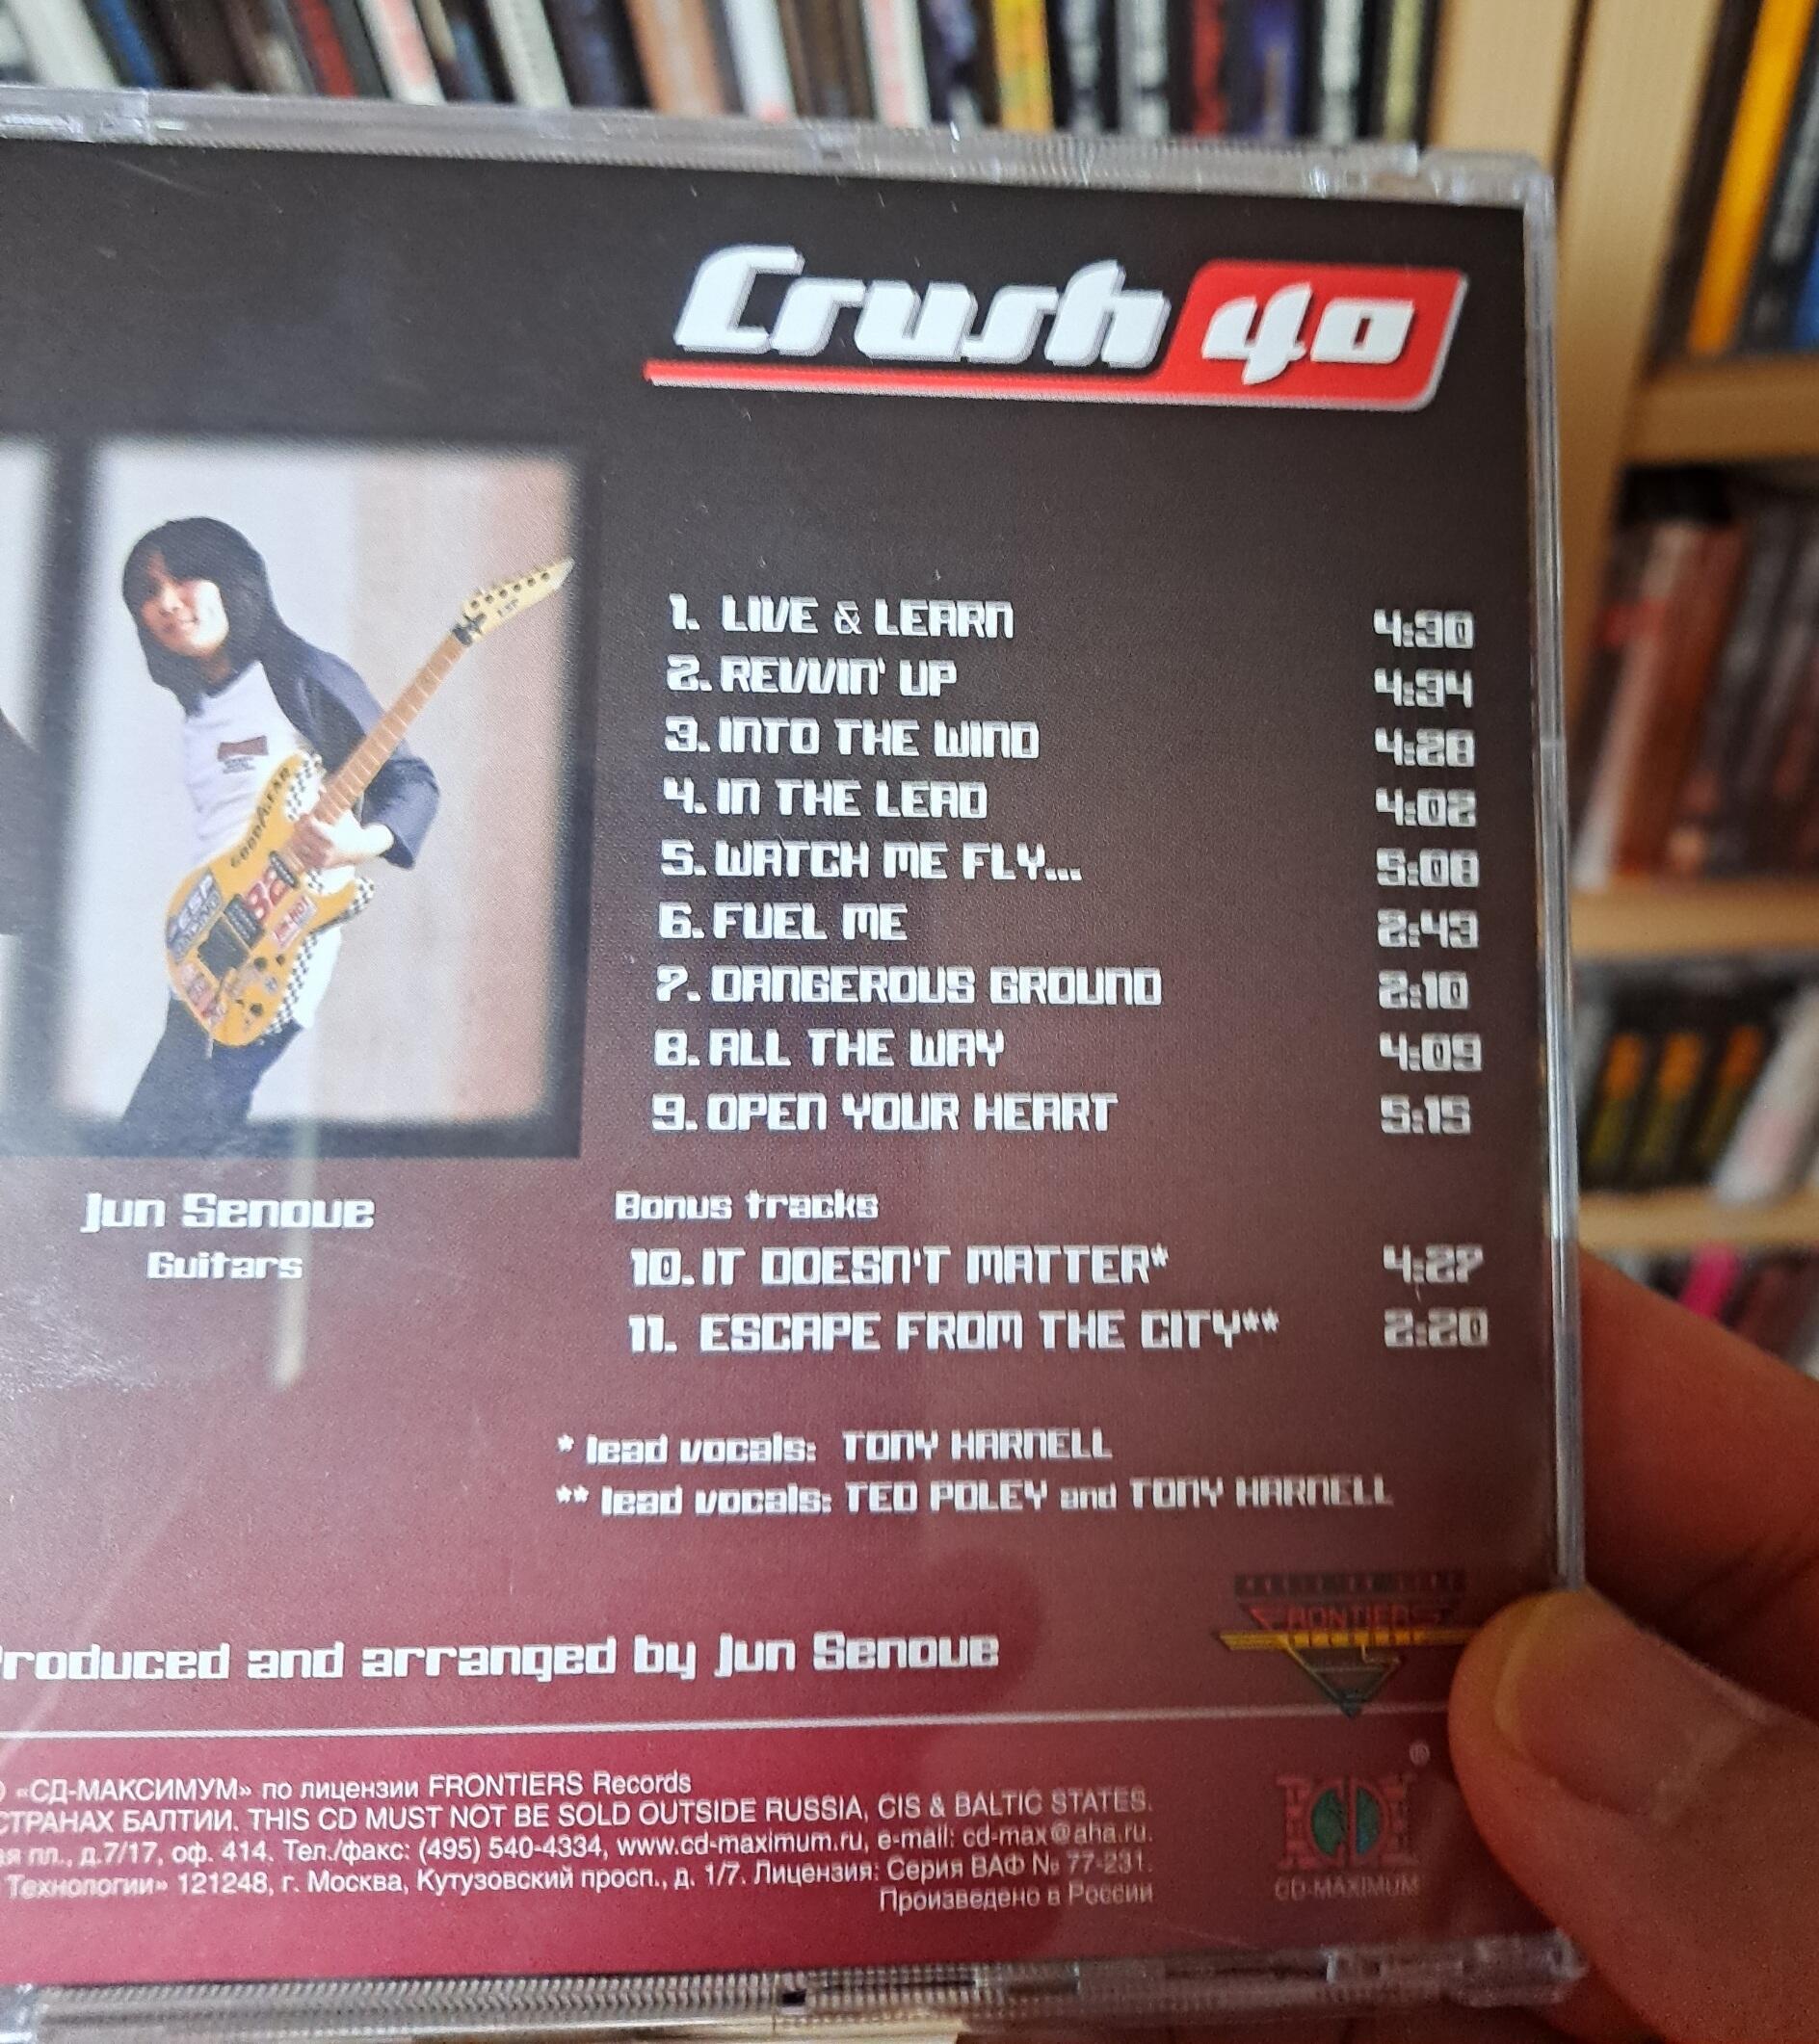 Crush 40
1. LIVE & LEARN 4:30
2. REVVIN' UP 4:34
3. INTO THE WIND 4:28
4. IN THE LEAD 4:02
5. WATCH ME FLY... 5:08
6. FUEL ME 2:43
7. DANGEROUS GROUND 2:10
8. ALL THE WAY 4:09
9. OPEN YOUR HEART 5:15
Jun Senoue
Guitars
Bonus tracks
10. IT DOESN'T MATTER* 4:27
11. ESCAPE FROM THE CITY** 2:20
* lead vocals: TONY HARNELL
** lead vocals: TED POLEY and TONY HARNELL
FRONTIERS
roduced and arranged by Jun Senoue
«СД-МАКСИМУМ» по лицензии FRONTIERS Records
СТРАНАХ БАЛТИИ. THIS CD MUST NOT BE SOLD OUTSIDE RUSSIA, CIS & BALTIC STATES.
ая пл., д.7/17, оф. 414. Тел./факс: (495) 540-4334, www.cd-maximum.ru, e-mail: cd-max@aha.ru.
Технологии» 121248, г. Москва, Кутузовский просп., д. 1/7. Лицензия: Серия ВАФ № 77-231.
Произведено в России
®
CD
CD-MAXIMUM